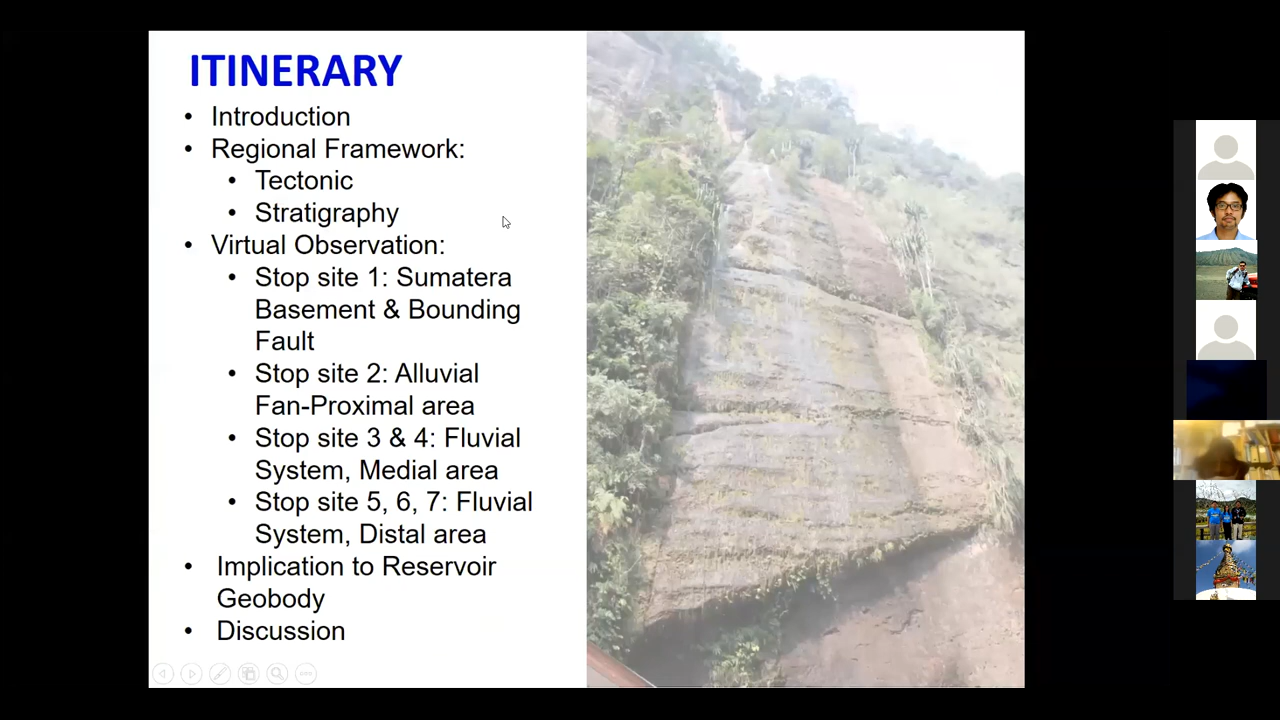 ITINERARY
• Introduction
• Regional Framework:
• Tectonic
• Stratigraphy
• Virtual Observation:
• Stop site 1: Sumatera
Basement & Bounding
Fault
• Stop site 2: Alluvial
Fan-Proximal area
• Stop site 3 & 4: Fluvial
System, Medial area
• Stop site 5, 6, 7: Fluvial
System, Distal area
• Implication to Reservoir
Geobody
• Discussion